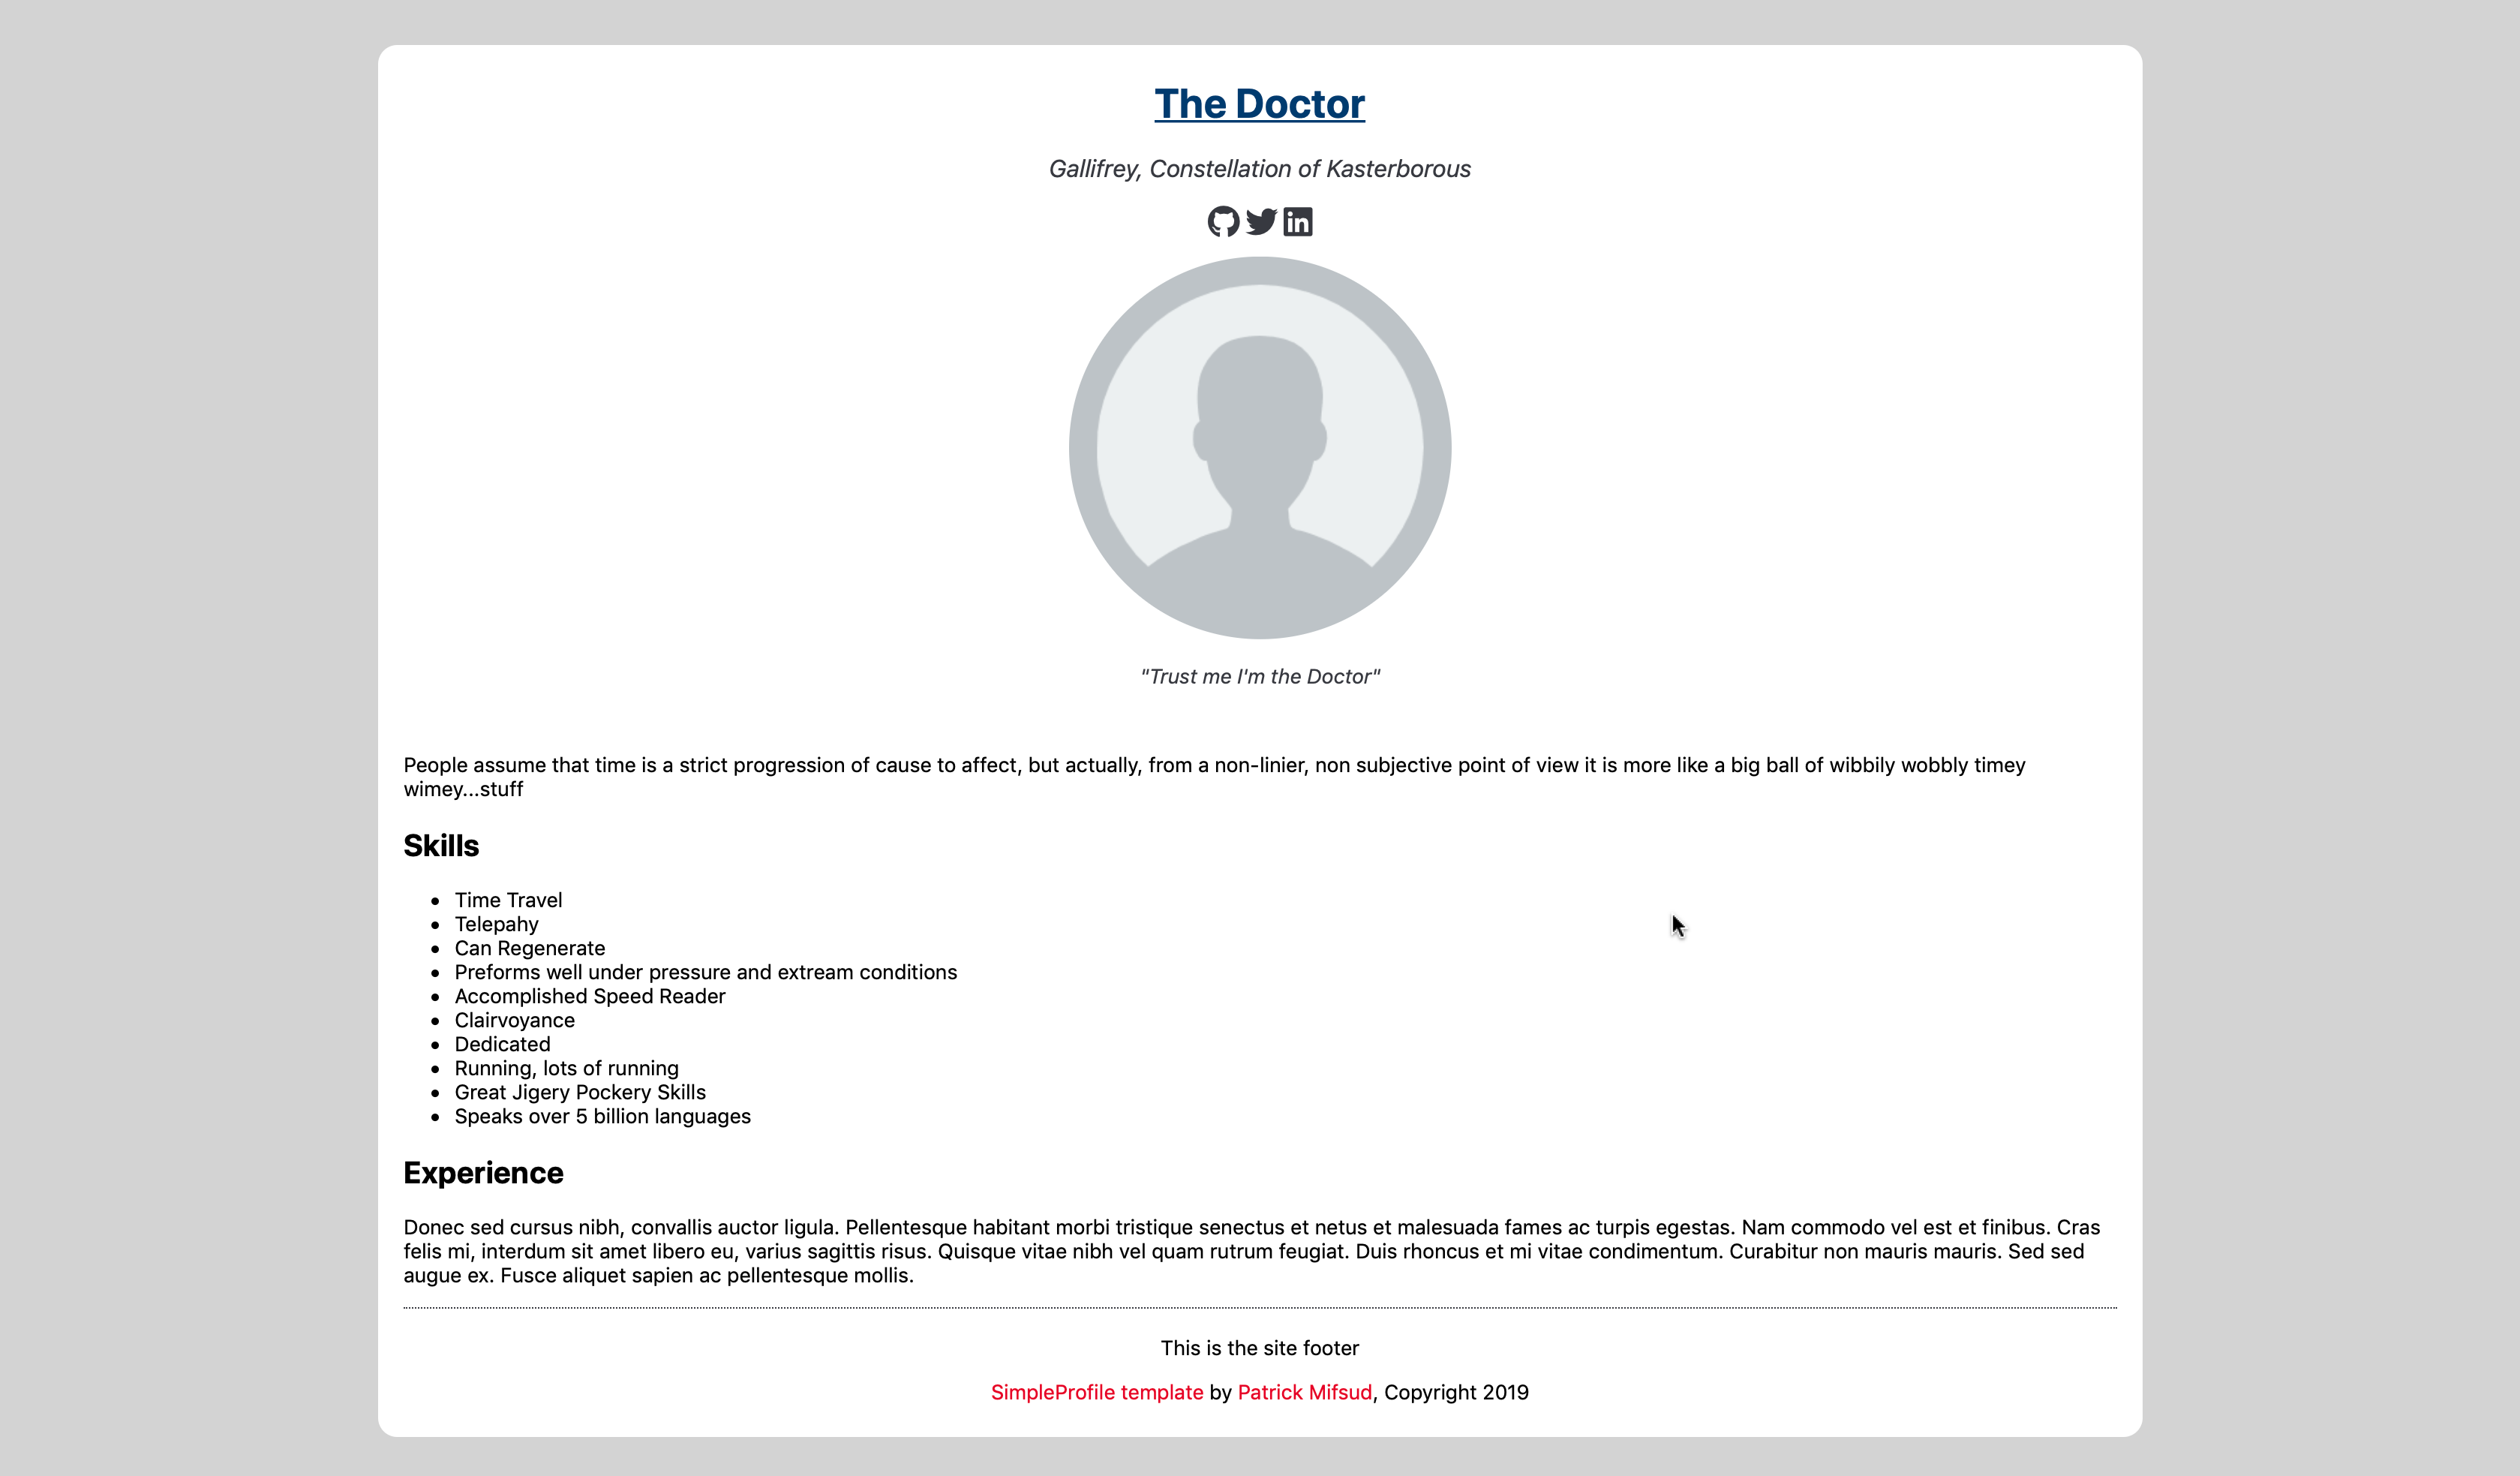 The Doctor
Gallifrey, Constellation of Kasterborous
in
"Trust me I'm the Doctor"
People assume that time is a strict progression of cause to affect, but actually, from a non-linier, non subjective point of view it is more like a big ball of wibbily wobbly timey
wimey...stuff
Skills
Time Travel
Telepahy
Can Regenerate
Preforms well under pressure and extream conditions
Accomplished Speed Reader
Clairvoyance
Dedicated
Running, lots of running
Great Jigery Pockery Skills
Speaks over 5 billion languages
Experience
Donec sed cursus nibh, convallis auctor ligula. Pellentesque habitant morbi tristique senectus et netus et malesuada fames ac turpis egestas. Nam commodo vel est et finibus. Cras
felis mi, interdum sit amet libero eu, varius sagittis risus. Quisque vitae nibh vel quam rutrum feugiat. Duis rhoncus et mi vitae condimentum. Curabitur non mauris mauris. Sed sed
augue ex. Fusce aliquet sapien ac pellentesque mollis.
This is the site footer
SimpleProfile template by Patrick Mifsud, Copyright 2019